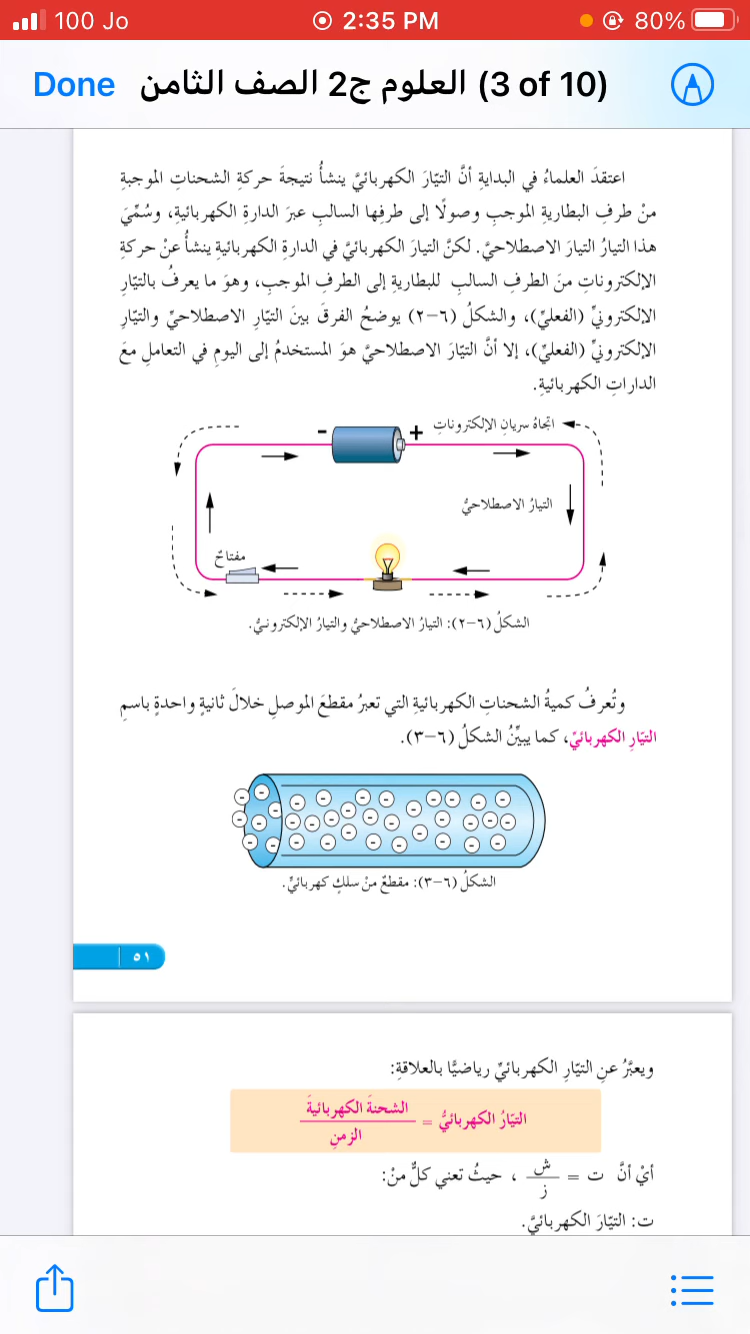 100 Jo
2:35 PM
80%
Done
العلوم ج2 الصف الثامن (3 of 10)
اعتقدَ العلماءُ في البدايةِ أنَّ التيّارَ الكهربائيَّ ينشأُ نتيجةَ حركةِ الشحناتِ الموجبةِ
منْ طرفِ البطاريةِ الموجبِ وصولًا إلى طرفِها السالبِ عبرَ الدارةِ الكهربائيةِ، وسُمِّيَ
هذا التيارُ التيارَ الاصطلاحيَّ. لكنَّ التيارَ الكهربائيَّ في الدارةِ الكهربائيةِ ينشأُ عنْ حركةِ
الإلكتروناتِ منَ الطرفِ السالبِ للبطاريةِ إلى الطرفِ الموجبِ، وهوَ ما يعرفُ بالتيّارِ
الإلكترونيِّ (الفعليِّ)، والشكلُ (٦-٢) يوضحُ الفرقَ بينَ التيّارِ الاصطلاحيِّ والتيّارِ
الإلكترونيِّ (الفعليِّ)، إلا أنَّ التيّارَ الاصطلاحيَّ هوَ المستخدمُ إلى اليومِ في التعاملِ معَ
الداراتِ الكهربائيةِ.
اتجاهُ سريانِ الإلكتروناتِ
+
-
التيارُ الاصطلاحيُّ
مفتاحٌ
الشكلُ (٦-٢): التيارُ الاصطلاحيُّ والتيارُ الإلكترونيُّ.
وتُعرفُ كميةُ الشحناتِ الكهربائيةِ التي تعبرُ مقطعَ الموصلِ خلالَ ثانيةٍ واحدةٍ باسمِ
التيّارِ الكهربائيِّ، كما يبيِّنُ الشكلُ (٦-٣).
الشكلُ (٦-٣): مقطعٌ منْ سلكٍ كهربائيٍّ.
٥١
ويعبَّرُ عنِ التيّارِ الكهربائيِّ رياضيًّا بالعلاقةِ:
التيّارُ الكهربائيُّ = الشحنةُ الكهربائيةُ
الزمنِ
أيْ أنَّ ت = ش ، حيثُ تعني كلٌّ منْ:
ز
ت: التيّارَ الكهربائيَّ.